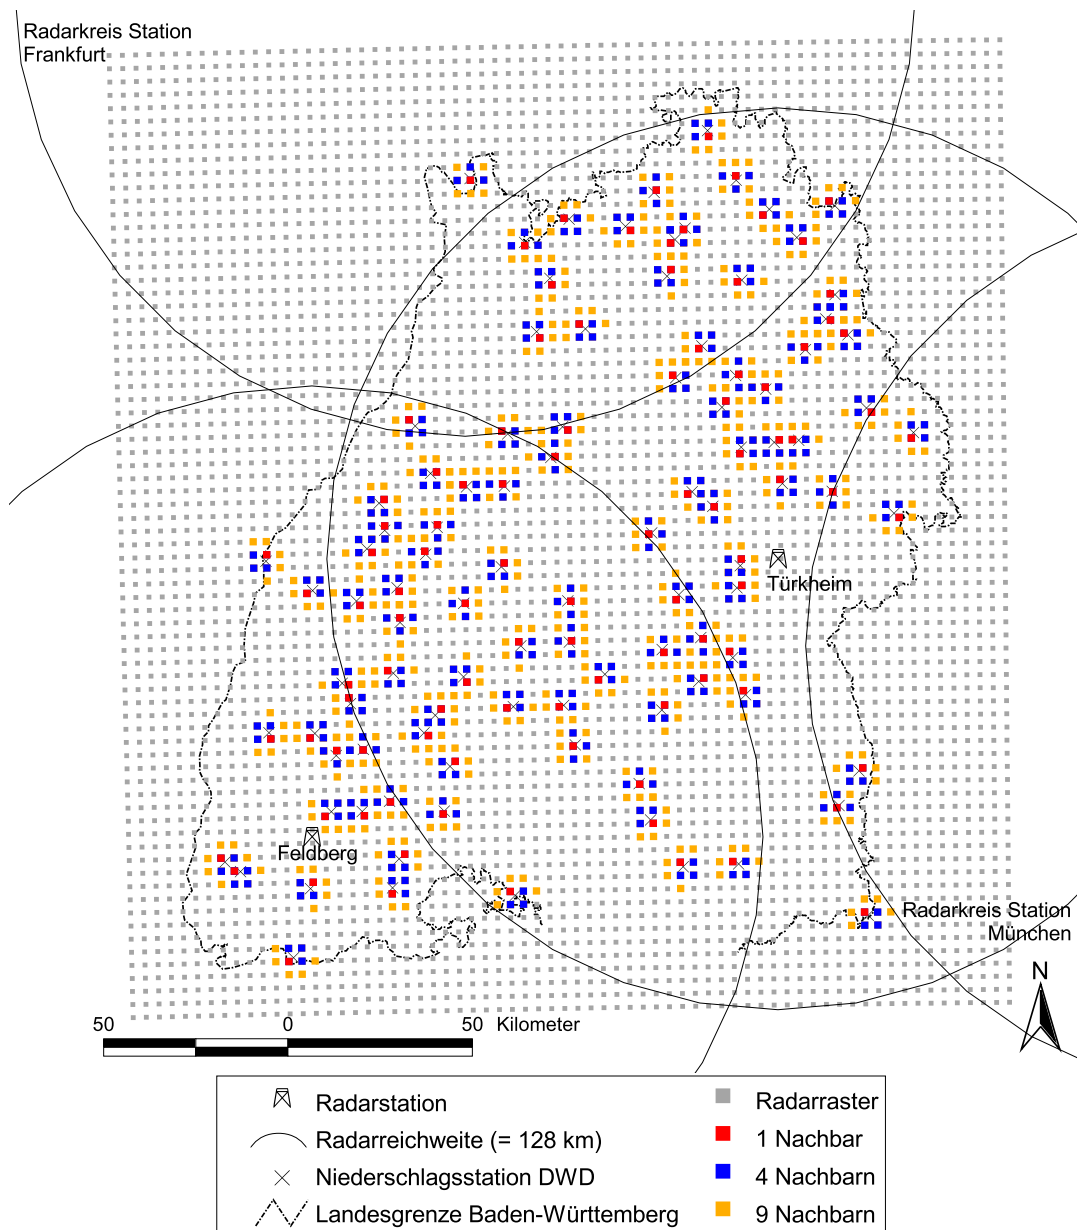 Radarkreis Station
Frankfurt
Türkheim
Feldberg
Radarkreis Station
München
N
50 0 50 Kilometer
Radarstation
Radarreichweite (= 128 km)
Niederschlagsstation DWD
Landesgrenze Baden-Württemberg
Radarraster
1 Nachbar
4 Nachbarn
9 Nachbarn